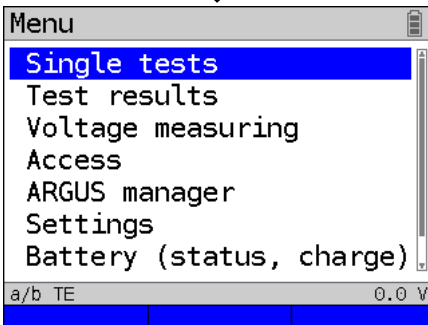 Menu
Single tests
Test results
Voltage measuring
Access
ARGUS manager
Settings
Battery (status, charge)
a/b TE 0.0 V